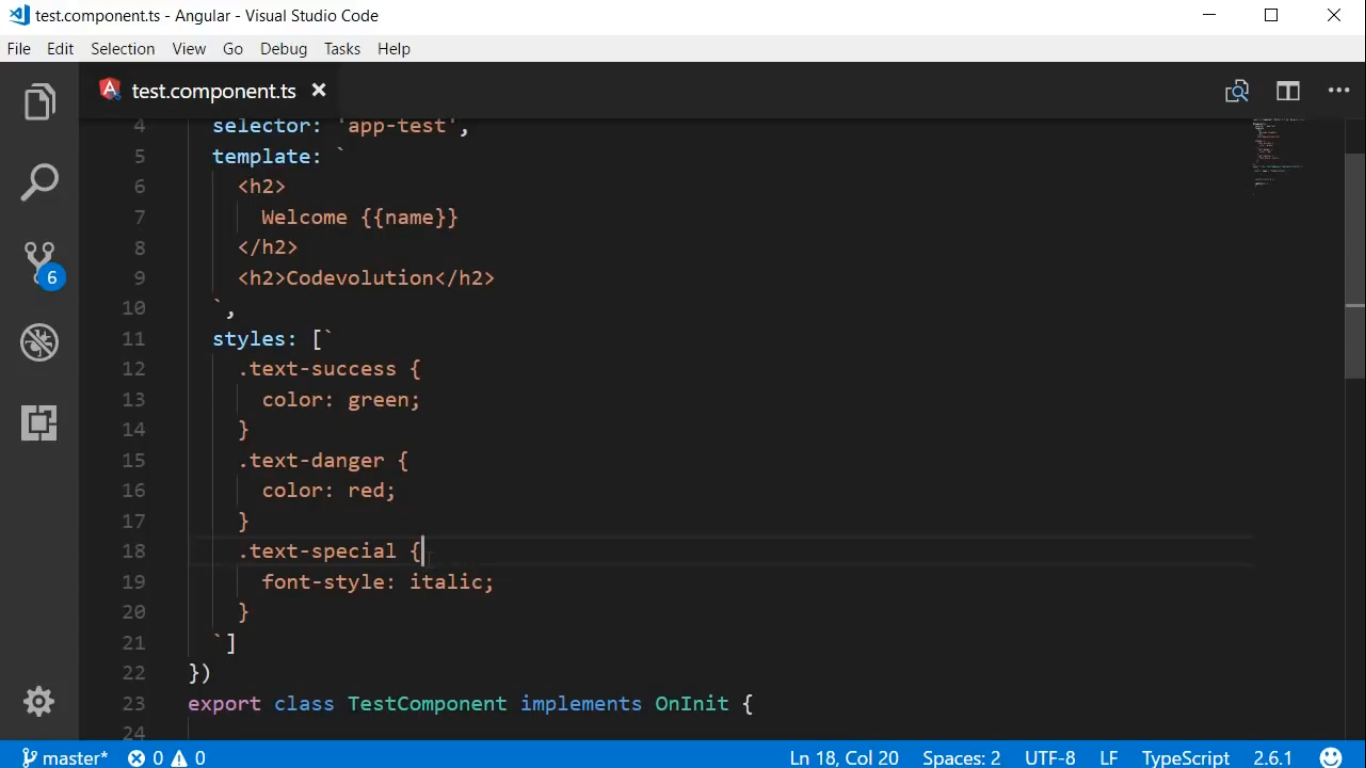 test.component.ts - Angular - Visual Studio Code
File Edit Selection View Go Debug Tasks Help
test.component.ts
4 selector: 'app-test',
5 template: `
6 <h2>
7 Welcome {{name}}
8 </h2>
9 <h2>Codevolution</h2>
10 `,
11 styles: [`
12 .text-success {
13 color: green;
14 }
15 .text-danger {
16 color: red;
17 }
18 .text-special {
19 font-style: italic;
20 }
21 `]
22 })
23 export class TestComponent implements OnInit {
24
6
master* 0 0 Ln 18, Col 20 Spaces: 2 UTF-8 LF TypeScript 2.6.1